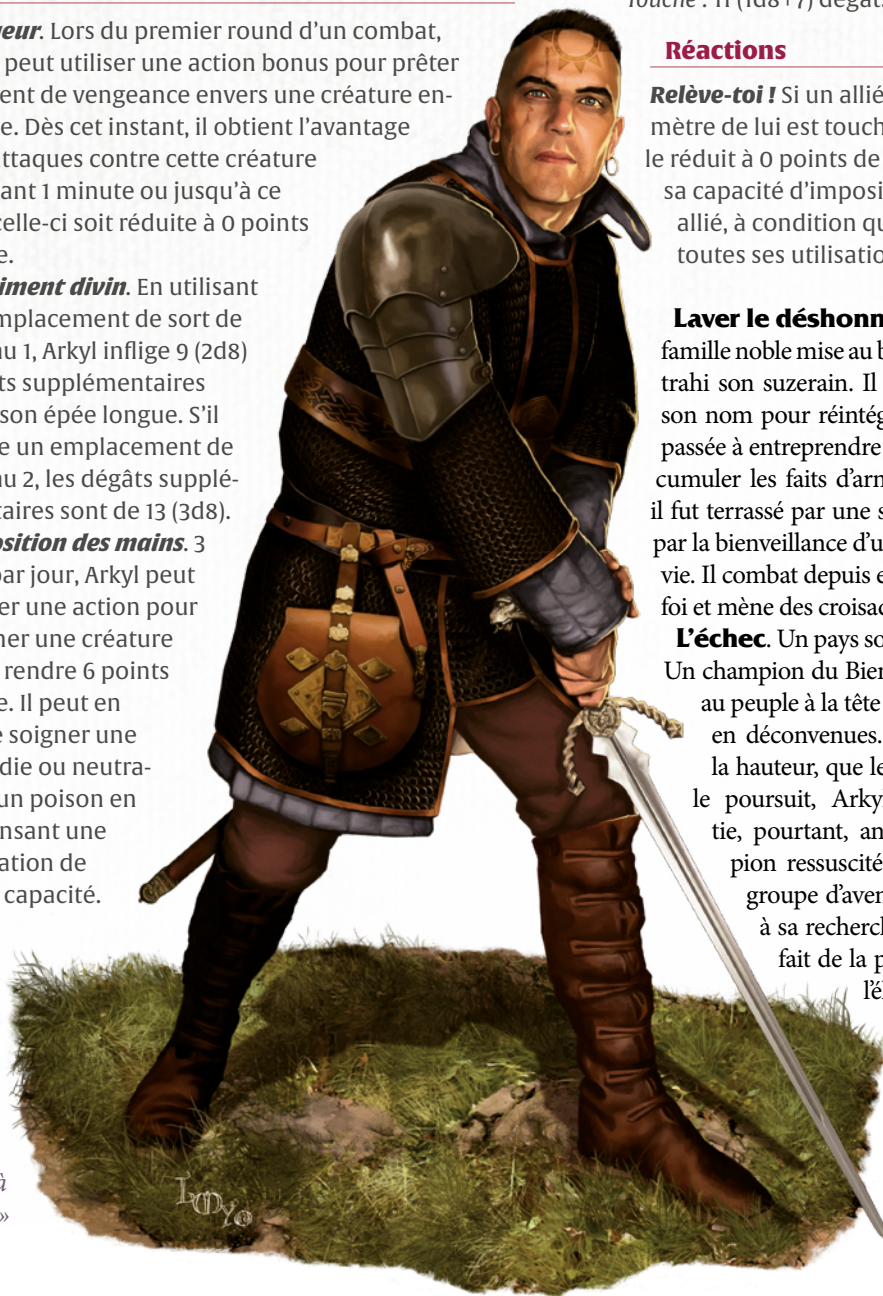 geur. Lors du premier round d'un combat,
peut utiliser une action bonus pour prêter
ent de vengeance envers une créature en-
e. Dès cet instant, il obtient l'avantage
ttaques contre cette créature
ant 1 minute ou jusqu'à ce
celle-ci soit réduite à 0 points
e.
iment divin. En utilisant
mplacement de sort de
au 1, Arkyl inflige 9 (2d8)
ts supplémentaires
son épée longue. S'il
e un emplacement de
au 2, les dégâts supplé-
taires sont de 13 (3d8).
osition des mains. 3
par jour, Arkyl peut
er une action pour
ner une créature
rendre 6 points
e. Il peut en
e soigner une
die ou neutra-
un poison en
ensant une
ation de
capacité.
à
»
Touche : 11 (1d8+7) dégât
Réactions
Relève-toi ! Si un allié
mètre de lui est touch
le réduit à 0 points de
sa capacité d'imposi
allié, à condition qu
toutes ses utilisation
Laver le déshonn
famille noble mise au b
trahi son suzerain. Il
son nom pour réintég
passée à entreprendre
cumuler les faits d'arn
il fut terrassé par une s
par la bienveillance d'u
vie. Il combat depuis e
foi et mène des croisad
L'échec. Un pays so
Un champion du Bien
au peuple à la tête
en déconvenues.
la hauteur, que le
le poursuit, Arky
tie, pourtant, an
pion ressuscité
groupe d'aven
à sa recherch
fait de la p
l'él